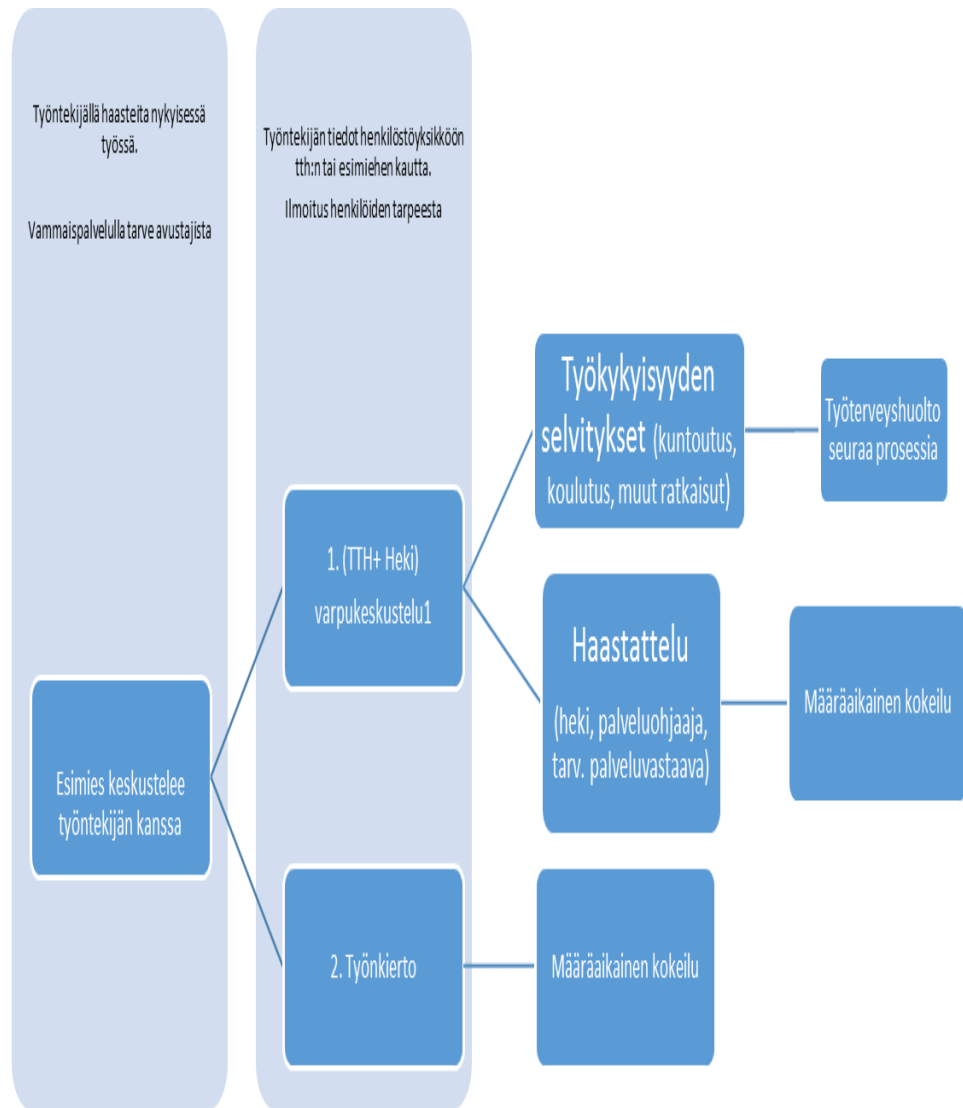 Työntekijällä haasteita nykyisessä
työssä.
Vammaispalvelulla tarve avustajista
Työntekijän tiedot henkilöstöyksikköön
tth:n tai esimiehen kautta.
Ilmoitus henkilöiden tarpeesta
Esimies keskustelee
työntekijän kanssa
1. (TTH+ Heki)
varpukeskustelu1
2. Työnkierto
Työkykyisyyden
selvitykset (kuntoutus,
koulutus, muut ratkaisut)
Työterveyshuolto
seuraa prosessia
Haastattelu
(heki, palveluohjaaja,
tarv. palveluvastaava)
Määräaikainen kokeilu
Määräaikainen kokeilu